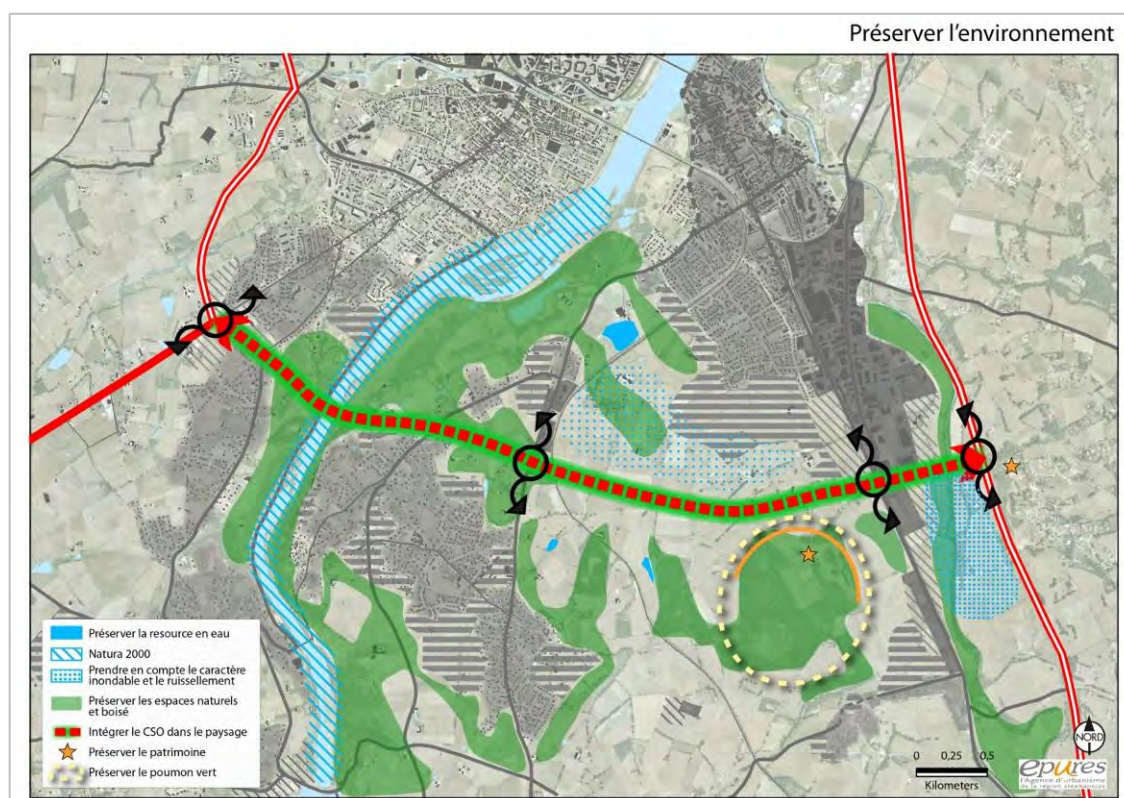 Préserver l'environnement
Préserver la resource en eau
Natura 2000
Prendre en compte le caractère
inondable et le ruissellement
Préserver les espaces naturels
et boisé
Intégrer le CSO dans le paysage
Préserver le patrimoine
Préserver le poumon vert
0 0,25 0,5
Kilometers
NORD
epures
l'Agence d'urbanisme
de la région stéphanoise